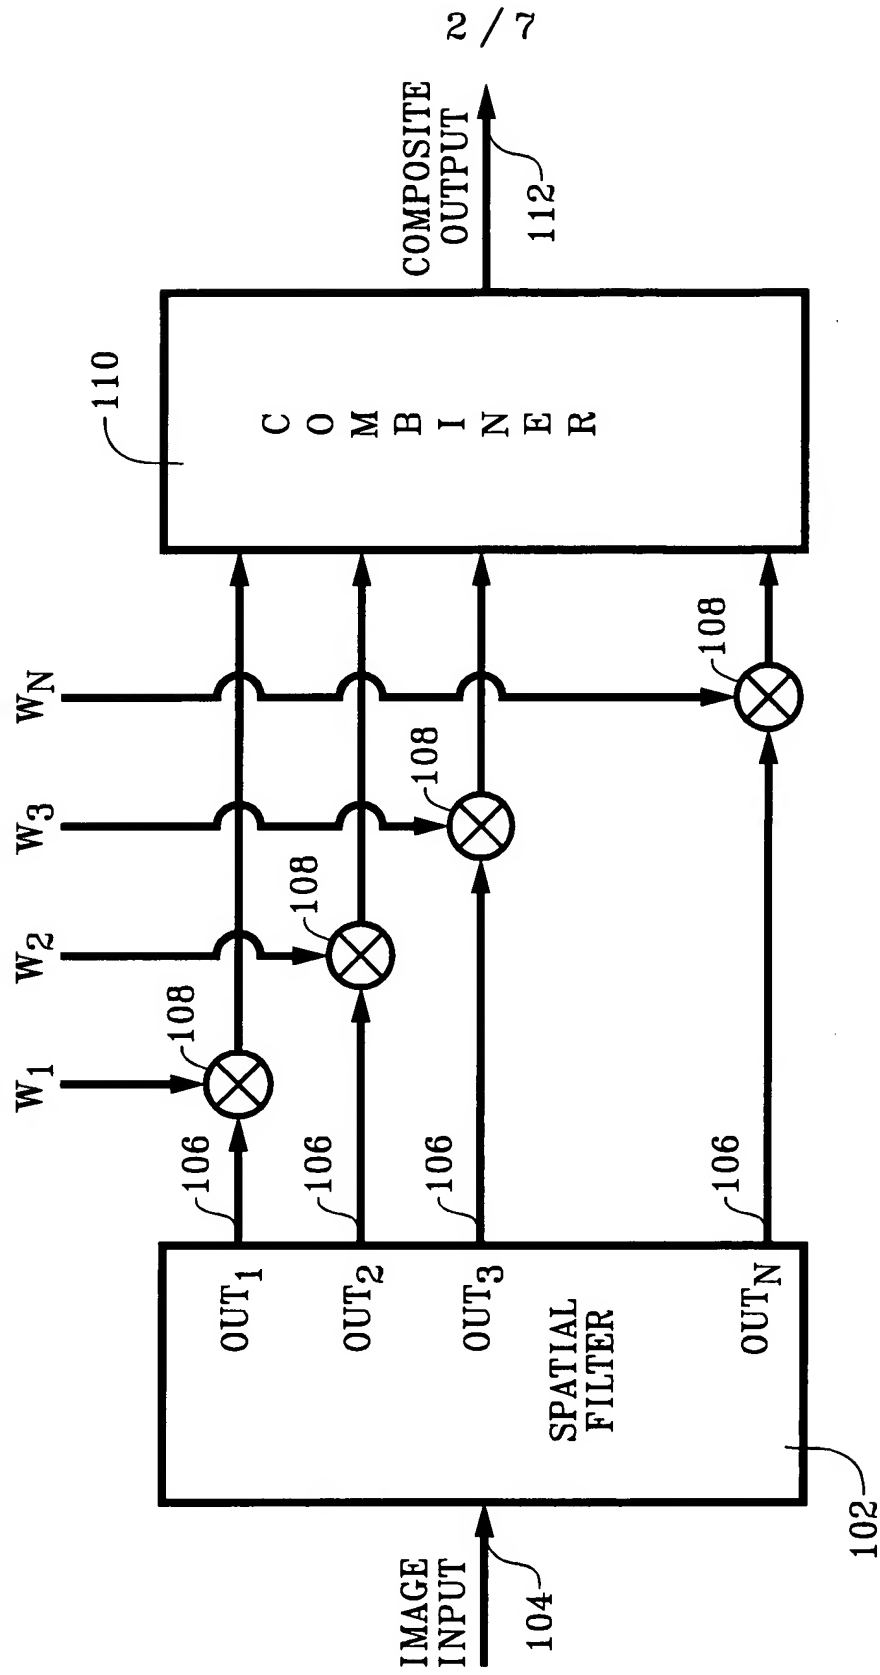 2 / 7
IMAGE
INPUT
104
SPATIAL
FILTER
102
OUT1
OUT2
OUT3
OUTN
106
106
106
106
W1
W2
W3
WN
108
108
108
108
COMBINER
110
COMPOSITE
OUTPUT
112